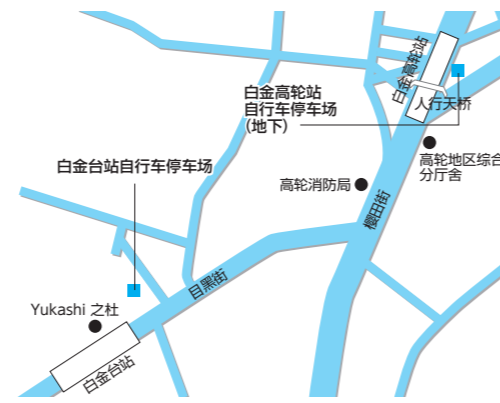 白金高轮站
人行天桥
白金高轮站
自行车停车场
(地下)
高轮地区综合
分厅舍
白金台站自行车停车场
高轮消防局
樱田街
目黑街
Yukashi 之杜
白金台站